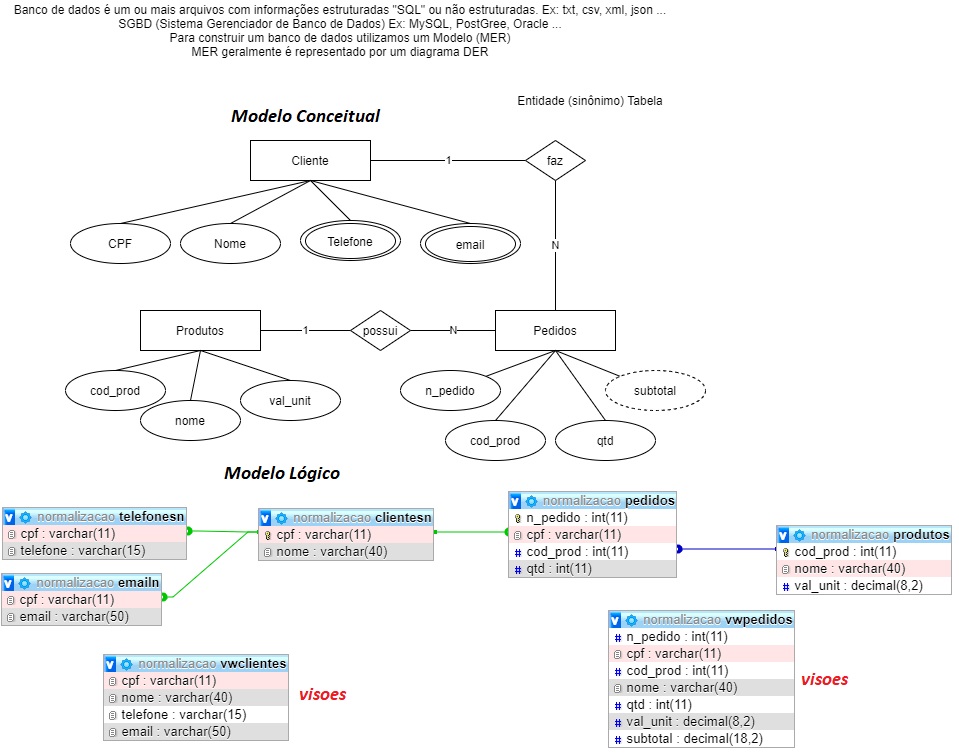 Banco de dados é um ou mais arquivos com informações estruturadas "SQL" ou não estruturadas. Ex: txt, csv, xml, json ...
SGBD (Sistema Gerenciador de Banco de Dados) Ex: MySQL, PostGree, Oracle ...
Para construir um banco de dados utilizamos um Modelo (MER)
MER geralmente é representado por um diagrama DER
Entidade (sinônimo) Tabela
Modelo Conceitual
Cliente
1
faz
CPF
Nome
Telefone
email
N
Produtos
1
possui
N
Pedidos
cod_prod
nome
val_unit
n_pedido
cod_prod
qtd
subtotal
Modelo Lógico
normalizacao telefonesn
cpf : varchar(11)
telefone : varchar(15)
normalizacao emailn
cpf : varchar(11)
email : varchar(50)
normalizacao clientesn
cpf : varchar(11)
nome : varchar(40)
normalizacao pedidos
n_pedido : int(11)
cpf : varchar(11)
cod_prod : int(11)
qtd : int(11)
normalizacao produtos
cod_prod : int(11)
nome : varchar(40)
val_unit : decimal(8,2)
normalizacao vwclientes
cpf : varchar(11)
nome : varchar(40)
telefone : varchar(15)
email : varchar(50)
visoes
normalizacao vwpedidos
n_pedido : int(11)
cpf : varchar(11)
cod_prod : int(11)
nome : varchar(40)
qtd : int(11)
val_unit : decimal(8,2)
subtotal : decimal(18,2)
visoes